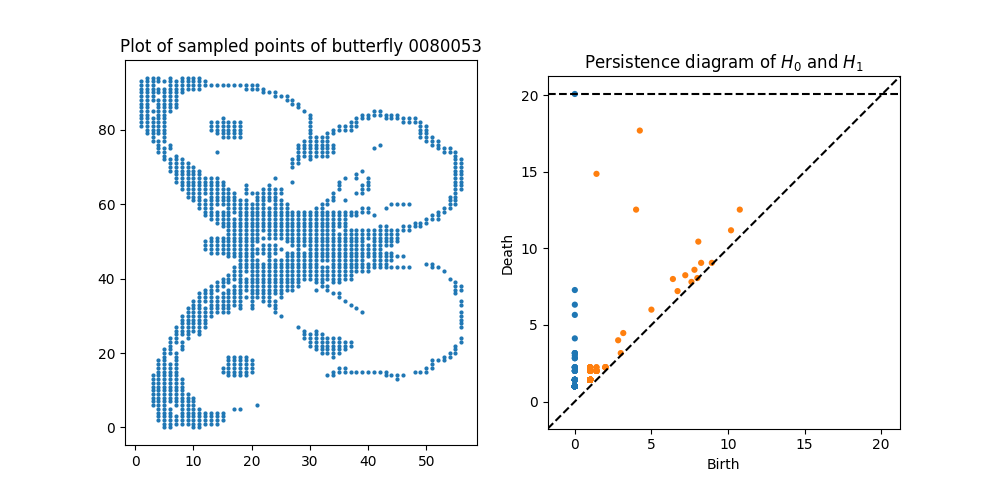 Plot of sampled points of butterfly 0080053
80
60
40
20
0
0 10 20 30 40 50
Persistence diagram of $H_0$ and $H_1$
20
15
10
5
0
Death
0 5 10 15 20
Birth